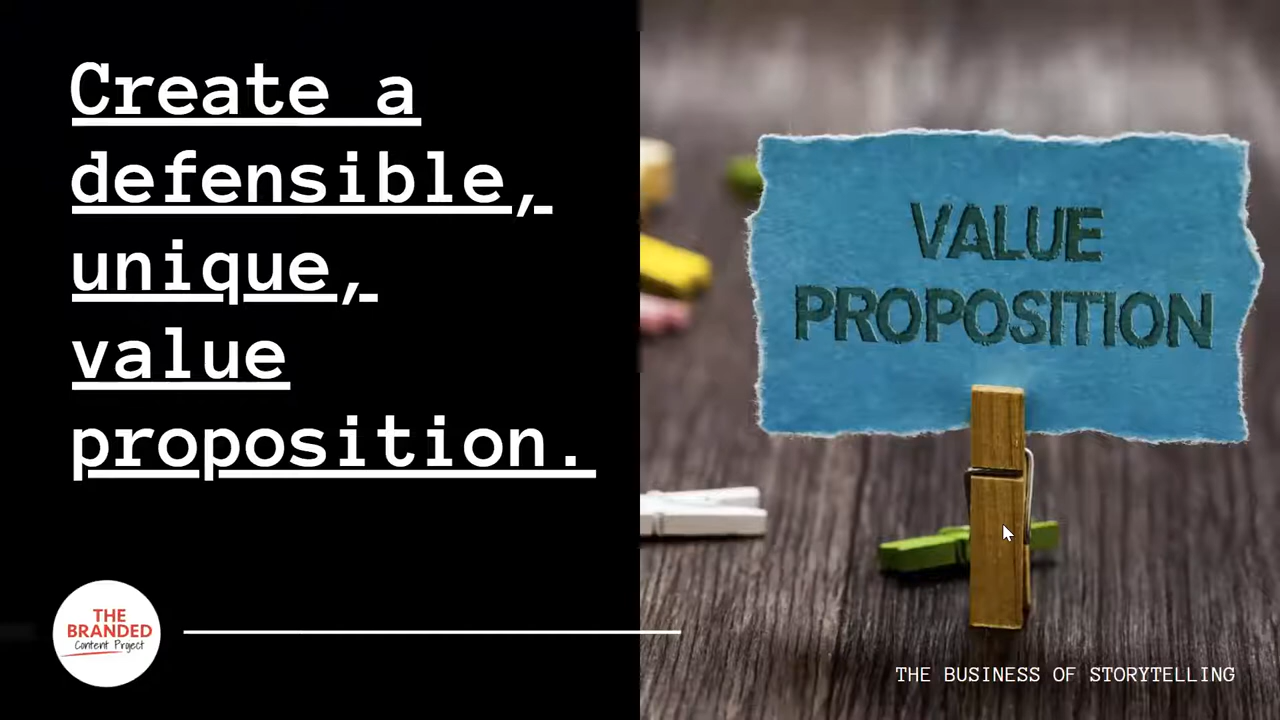 Create a
defensible,
unique,
value
proposition.
VALUE
PROPOSITION
THE
BRANDED
Content Project
THE BUSINESS OF STORYTELLING